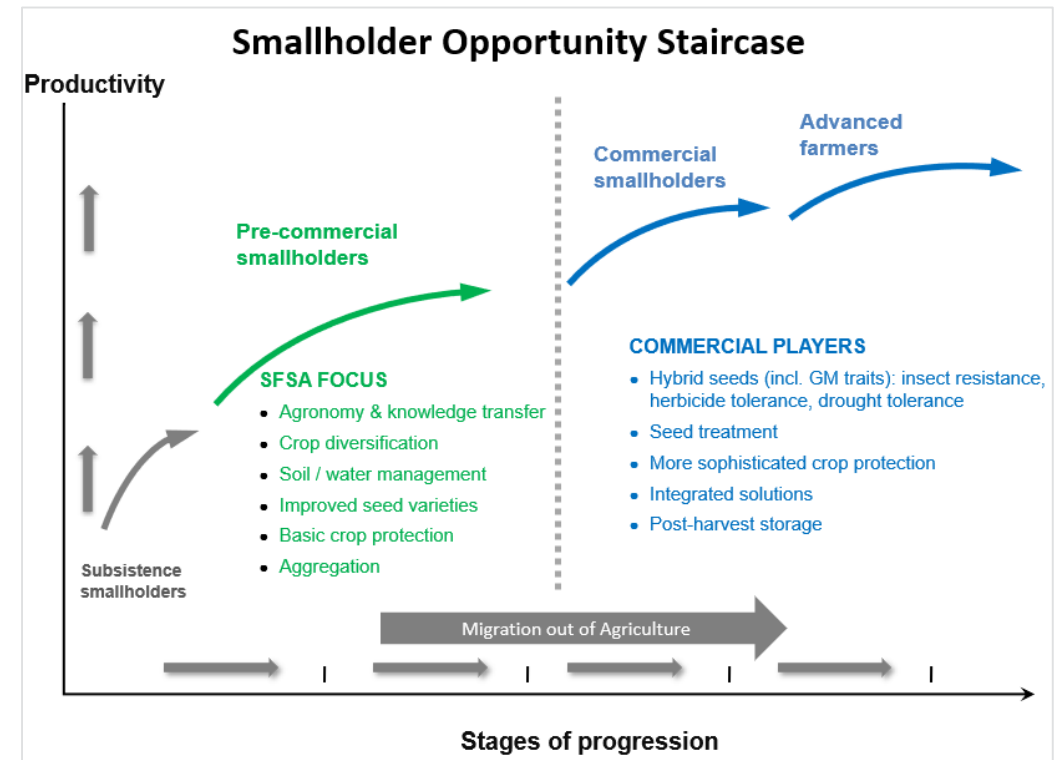 Smallholder Opportunity Staircase
Productivity
Advanced
farmers
Commercial
smallholders
Pre-commercial
smallholders
COMMERCIAL PLAYERS
• Hybrid seeds (incl. GM traits): insect resistance,
herbicide tolerance, drought tolerance
• Seed treatment
• More sophisticated crop protection
• Integrated solutions
• Post-harvest storage
SFSA FOCUS
• Agronomy & knowledge transfer
• Crop diversification
• Soil / water management
• Improved seed varieties
• Basic crop protection
• Aggregation
Subsistence
smallholders
Migration out of Agriculture
Stages of progression